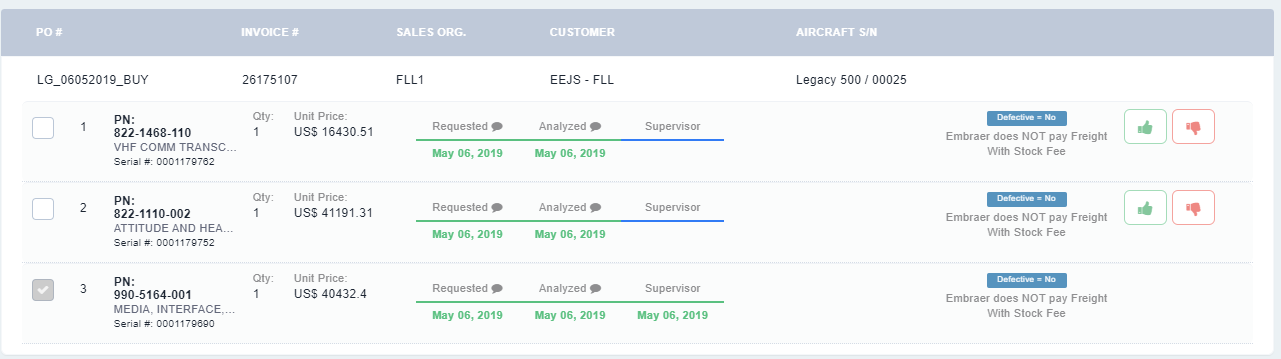 PO # INVOICE # SALES ORG. CUSTOMER AIRCRAFT S/N
LG_06052019_BUY 26175107 FLL1 EEJS - FLL Legacy 500 / 00025
1
PN:
822-1468-110
VHF COMM TRANSC...
Serial #: 0001179762
Qty:
1
Unit Price:
US$ 16430.51
Requested Analyzed Supervisor
May 06, 2019 May 06, 2019
Defective = No
Embraer does NOT pay Freight
With Stock Fee
2
PN:
822-1110-002
ATTITUDE AND HEA...
Serial #: 0001179752
Qty:
1
Unit Price:
US$ 41191.31
Requested Analyzed Supervisor
May 06, 2019 May 06, 2019
Defective = No
Embraer does NOT pay Freight
With Stock Fee
3
PN:
990-5164-001
MEDIA, INTERFACE,...
Serial #: 0001179690
Qty:
1
Unit Price:
US$ 40432.4
Requested Analyzed Supervisor
May 06, 2019 May 06, 2019 May 06, 2019
Defective = No
Embraer does NOT pay Freight
With Stock Fee